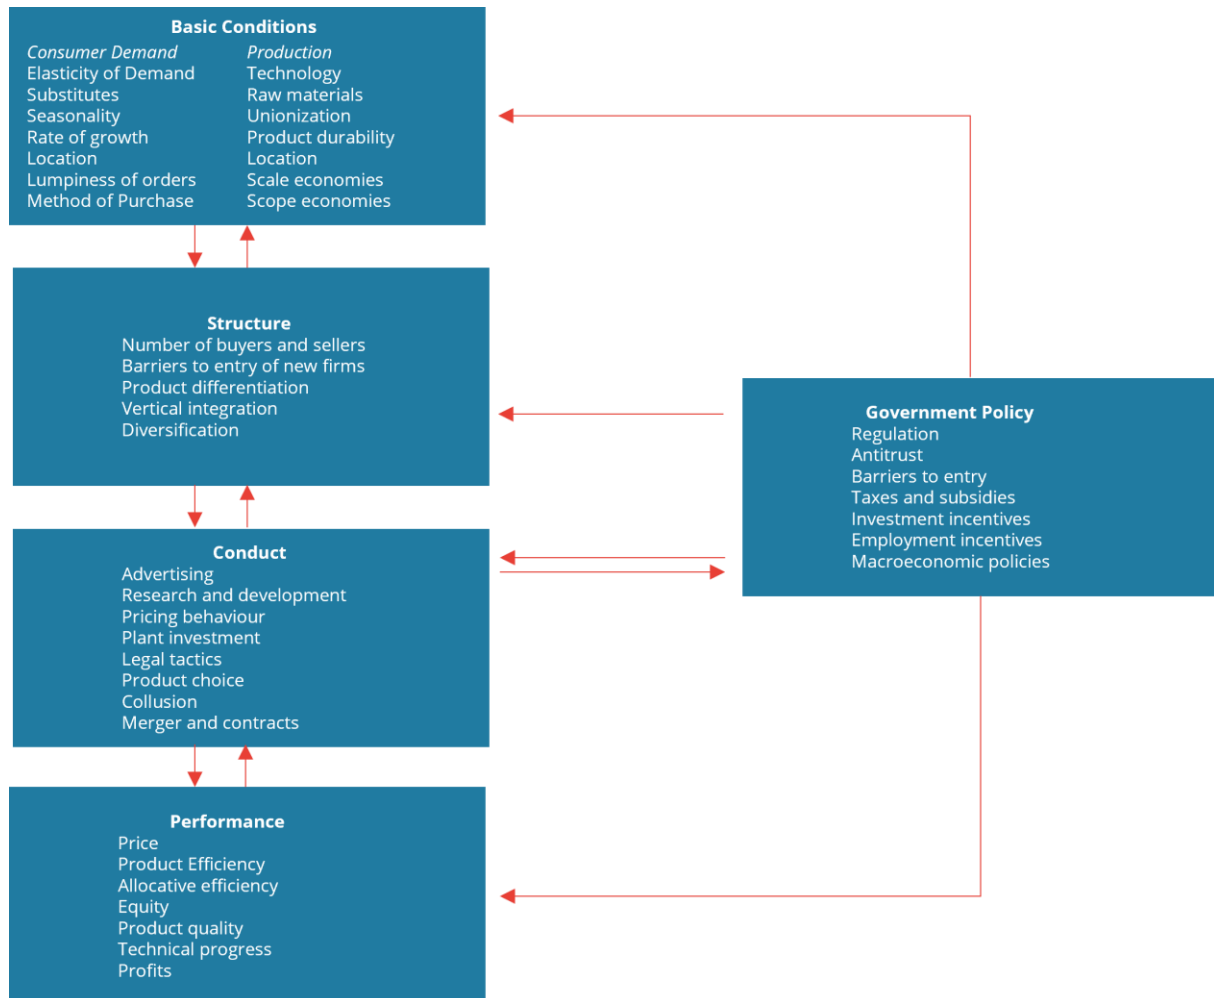 Basic Conditions
Consumer Demand
Elasticity of Demand
Substitutes
Seasonality
Rate of growth
Location
Lumpiness of orders
Method of Purchase
Production
Technology
Raw materials
Unionization
Product durability
Location
Scale economies
Scope economies
Structure
Number of buyers and sellers
Barriers to entry of new firms
Product differentiation
Vertical integration
Diversification
Government Policy
Regulation
Antitrust
Barriers to entry
Taxes and subsidies
Investment incentives
Employment incentives
Macroeconomic policies
Conduct
Advertising
Research and development
Pricing behaviour
Plant investment
Legal tactics
Product choice
Collusion
Merger and contracts
Performance
Price
Product Efficiency
Allocative efficiency
Equity
Product quality
Technical progress
Profits